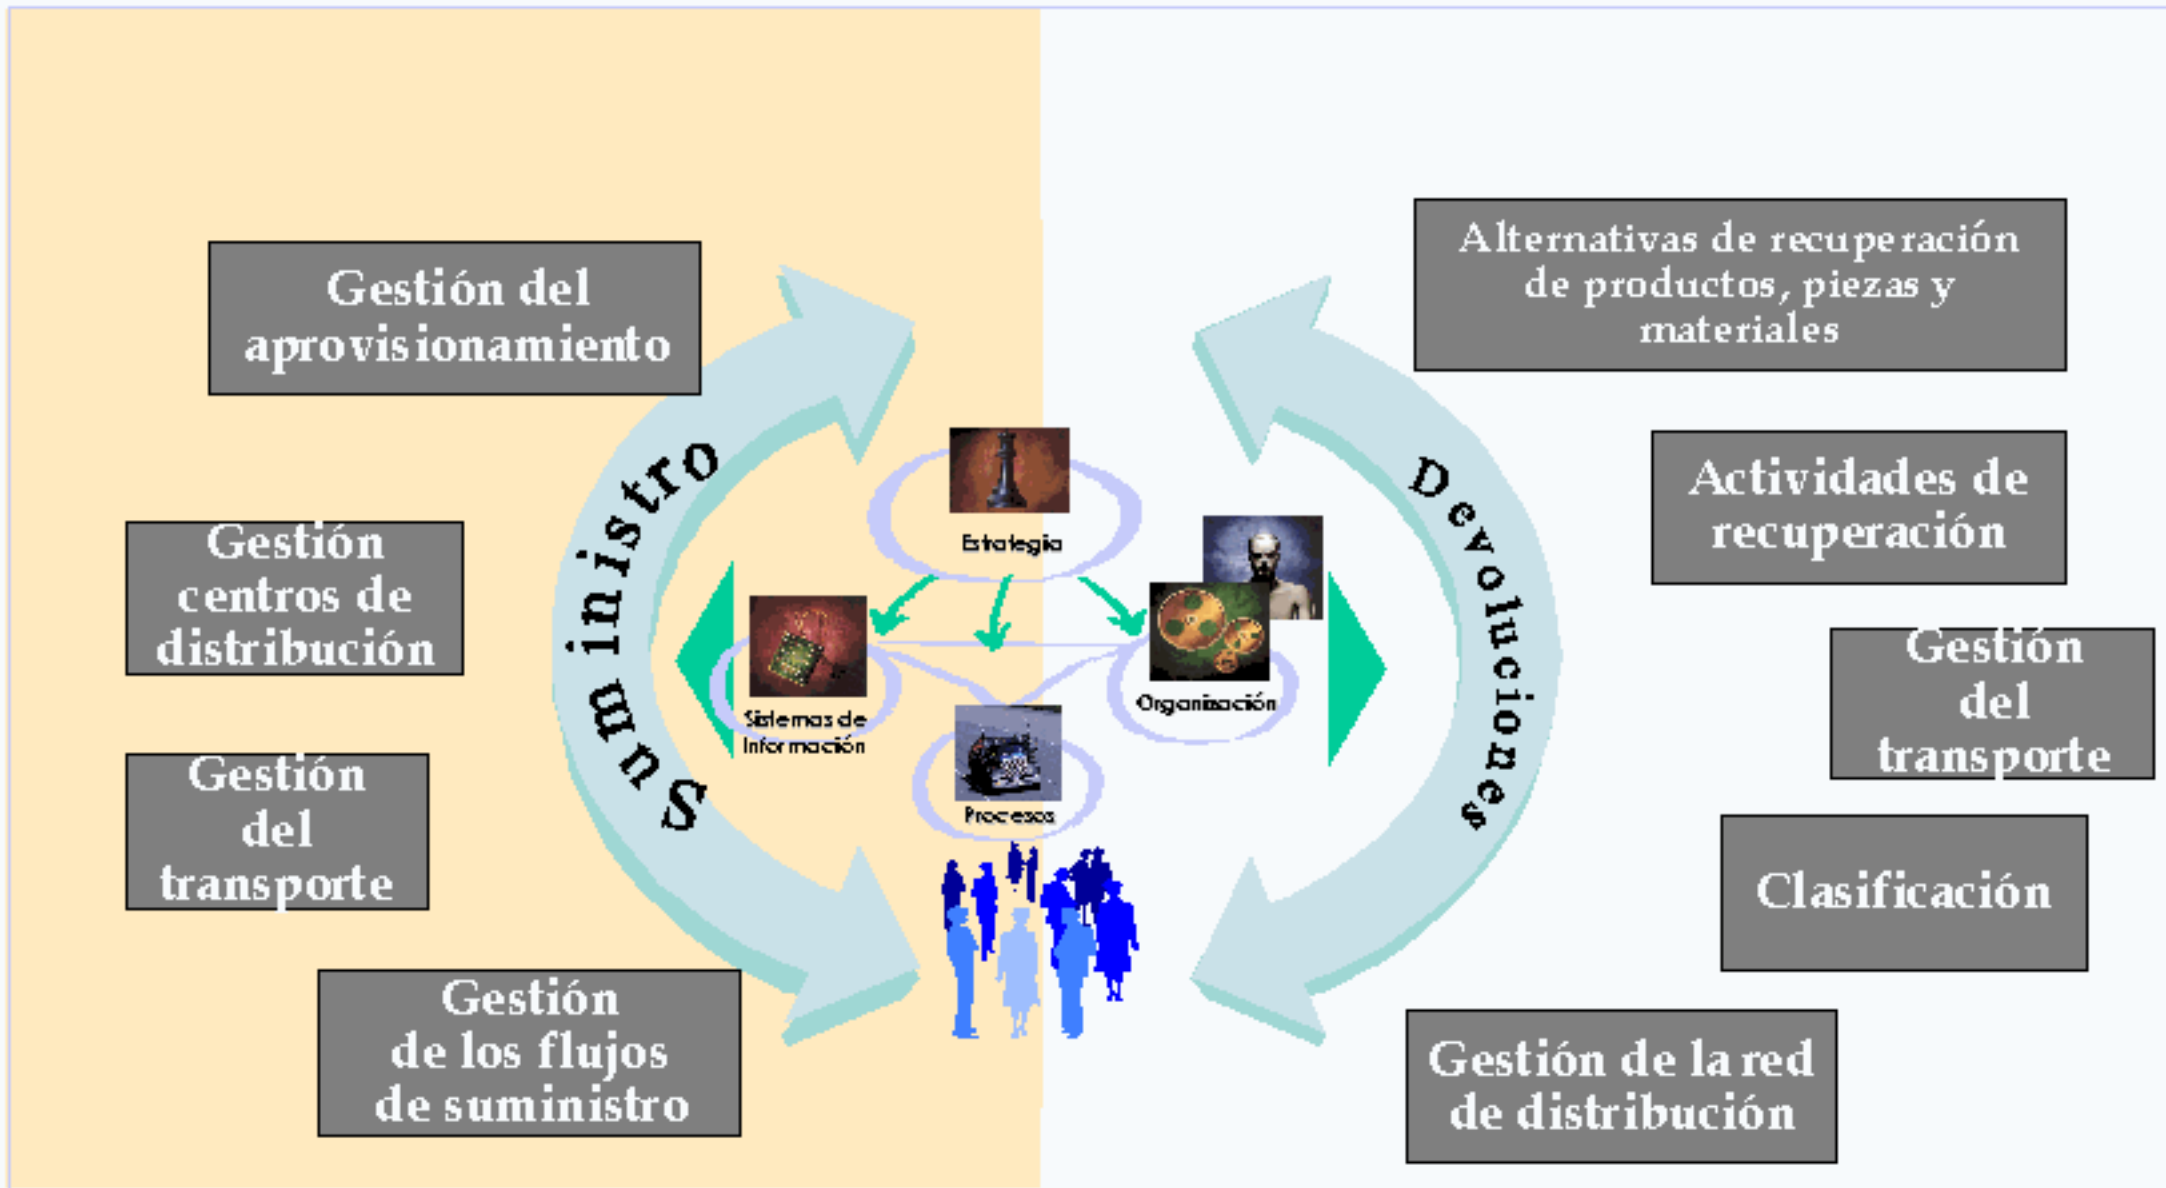 Gestión del
aprovisionamiento
Gestión
centros de
distribución
Gestión
del
transporte
Gestión
de los flujos
de suministro
Suministro
Estrategia
Sistemas de
Información
Organización
Procesos
Devoluciones
Alternativas de recuperación
de productos, piezas y
materiales
Actividades de
recuperación
Gestión
del
transporte
Clasificación
Gestión de la red
de distribución